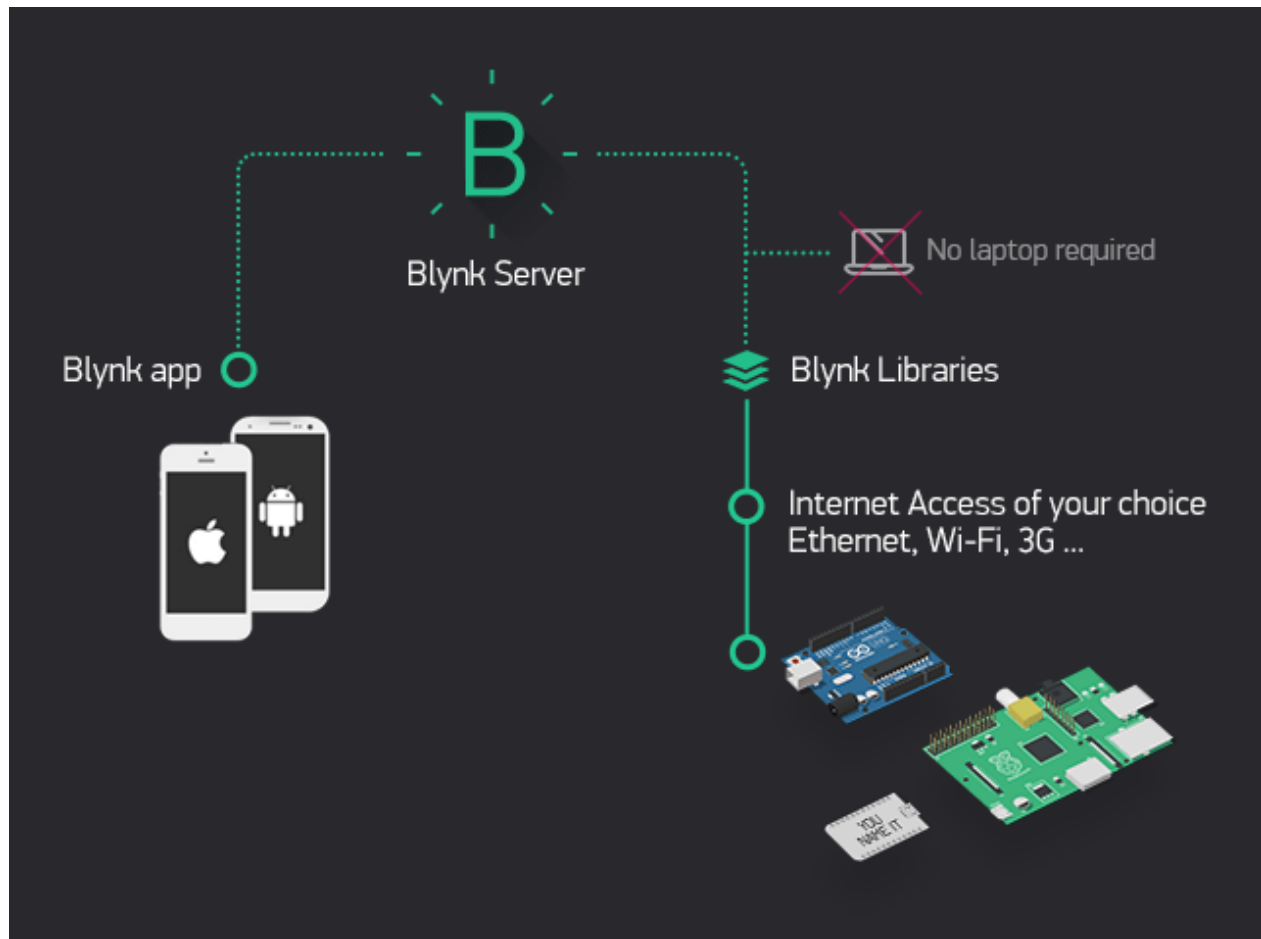 B
Blynk Server
No laptop required
Blynk app
Blynk Libraries
Internet Access of your choice
Ethernet, Wi-Fi, 3G ...
UNO
YOU
NAME IT